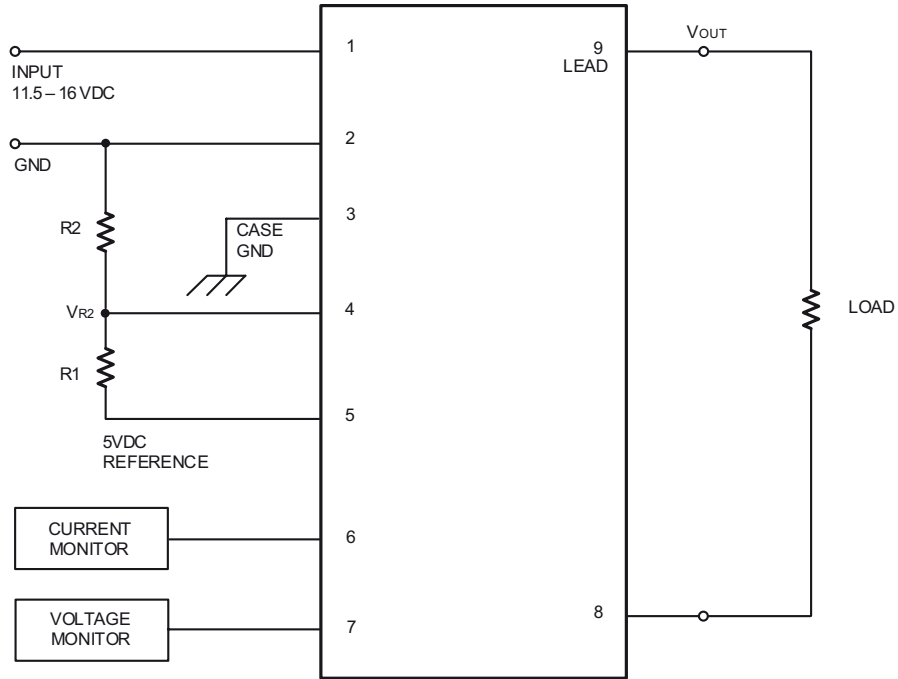 1
9
LEAD
VOUT
INPUT
11.5 – 16 VDC
2
GND
3
CASE
GND
R2
4
VR2
LOAD
R1
5
5VDC
REFERENCE
CURRENT
MONITOR
6
VOLTAGE
MONITOR
7
8